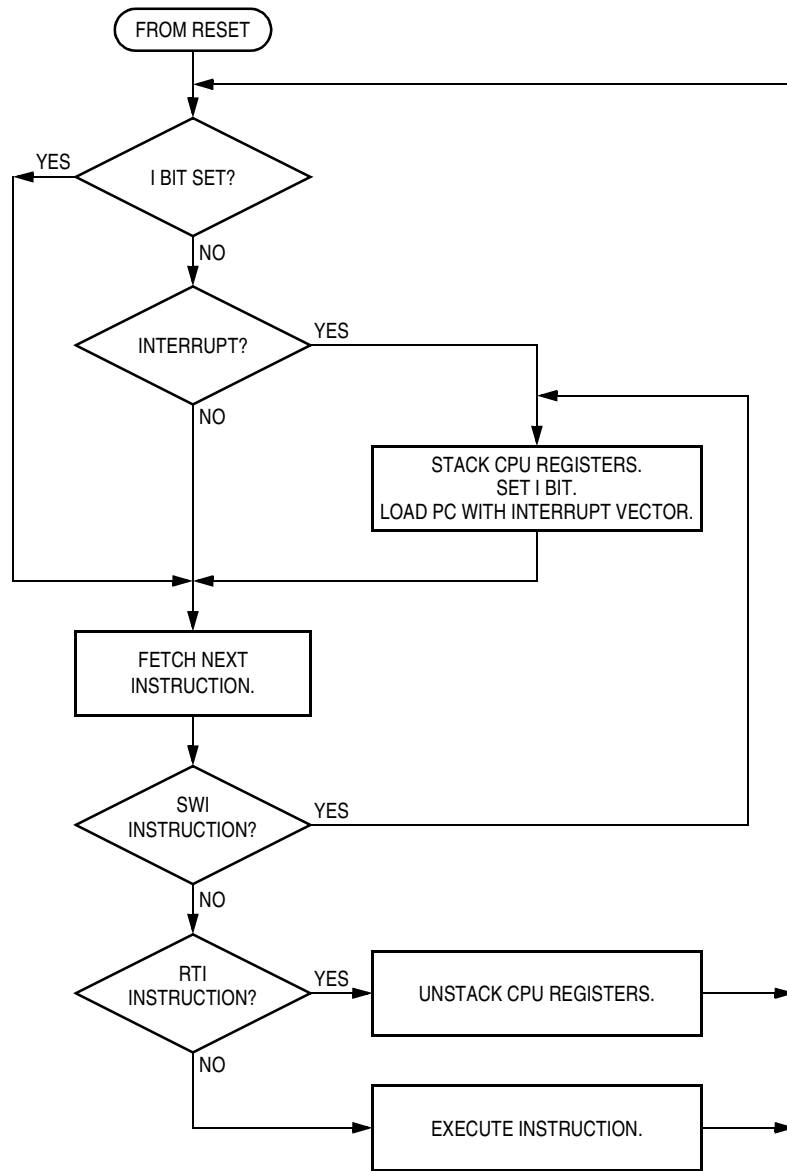 FROM RESET
YES
I BIT SET?
NO
INTERRUPT?
YES
NO
STACK CPU REGISTERS.
SET I BIT.
LOAD PC WITH INTERRUPT VECTOR.
FETCH NEXT
INSTRUCTION.
SWI
INSTRUCTION?
YES
NO
RTI
INSTRUCTION?
YES
UNSTACK CPU REGISTERS.
NO
EXECUTE INSTRUCTION.